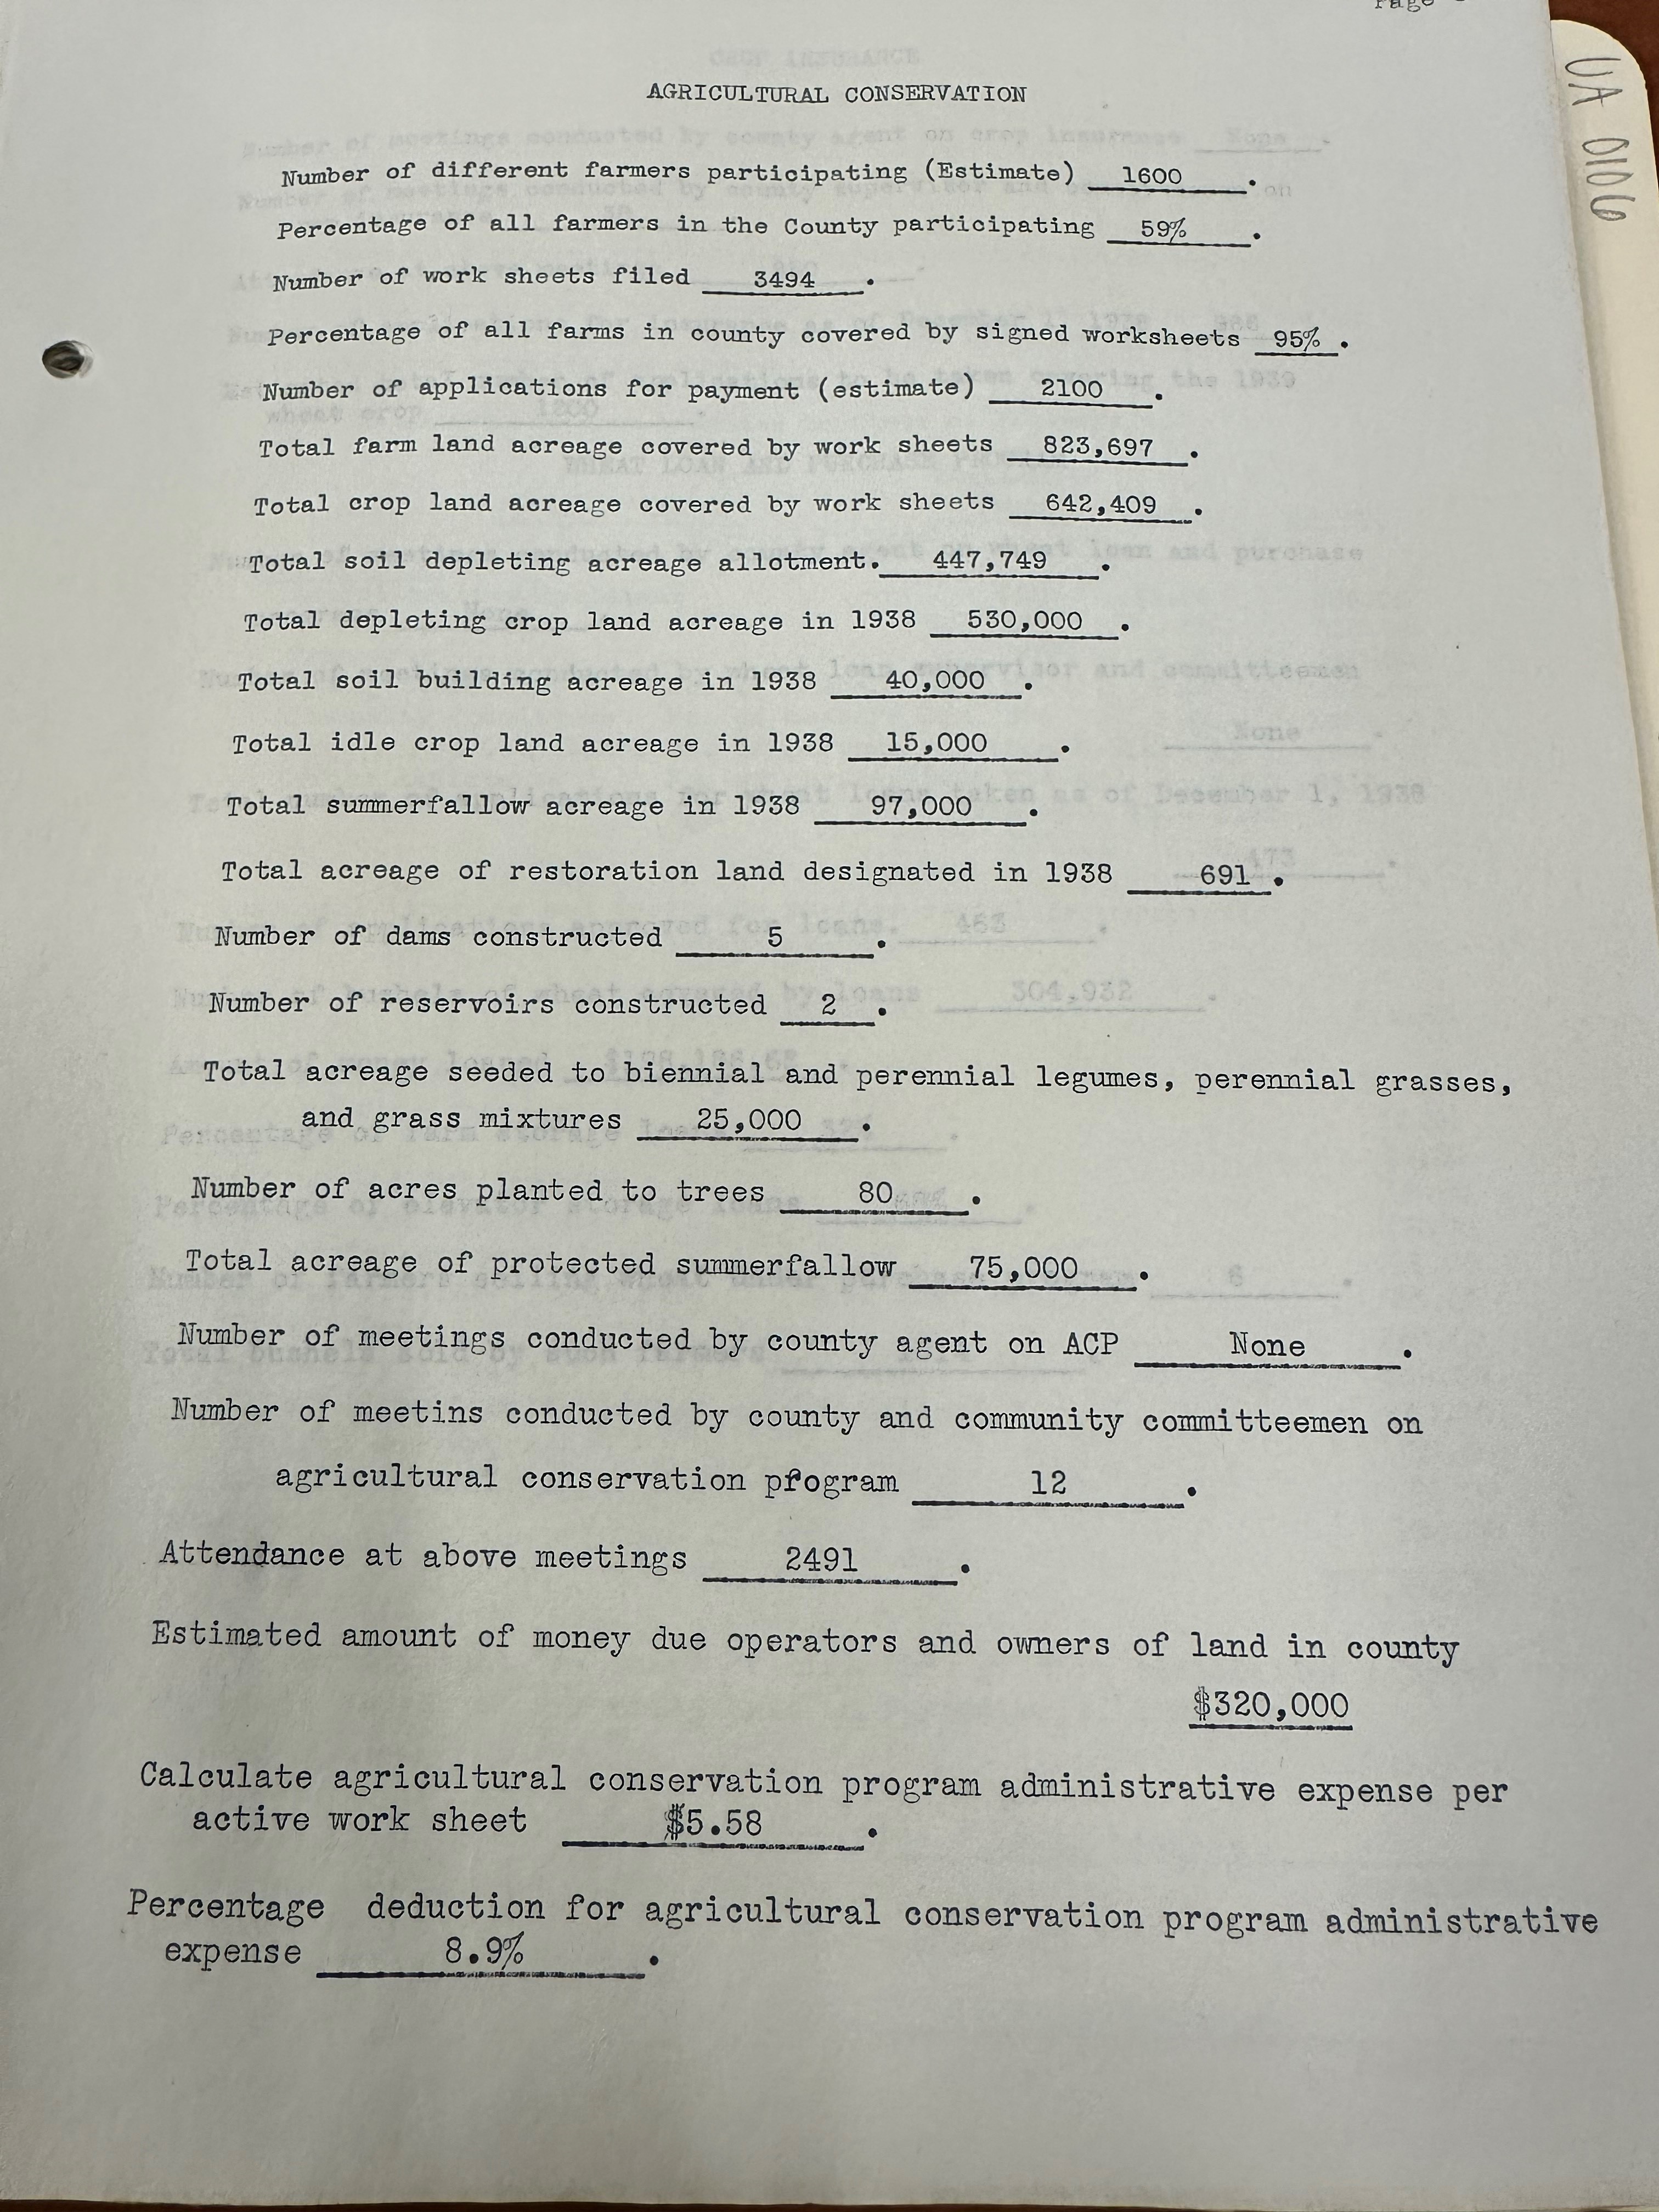 Page
AGRICULTURAL CONSERVATION
Number of different farmers participating (Estimate) 1600 .
Percentage of all farmers in the County participating 59% .
Number of work sheets filed 3494 .
Percentage of all farms in county covered by signed worksheets 95% .
Number of applications for payment (estimate) 2100 .
Total farm land acreage covered by work sheets 823,697 .
Total crop land acreage covered by work sheets 642,409 .
Total soil depleting acreage allotment. 447,749 .
Total depleting crop land acreage in 1938 530,000 .
Total soil building acreage in 1938 40,000 .
Total idle crop land acreage in 1938 15,000 .
Total summerfallow acreage in 1938 97,000 .
Total acreage of restoration land designated in 1938 691 .
Number of dams constructed 5 .
Number of reservoirs constructed 2 .
Total acreage seeded to biennial and perennial legumes, perennial grasses,
and grass mixtures 25,000 .
Number of acres planted to trees 80 .
Total acreage of protected summerfallow 75,000 .
Number of meetings conducted by county agent on ACP None .
Number of meetins conducted by county and community committeemen on
agricultural conservation program 12 .
Attendance at above meetings 2491 .
Estimated amount of money due operators and owners of land in county
$320,000
Calculate agricultural conservation program administrative expense per
active work sheet $5.58 .
Percentage deduction for agricultural conservation program administrative
expense 8.9% .
UA 0106